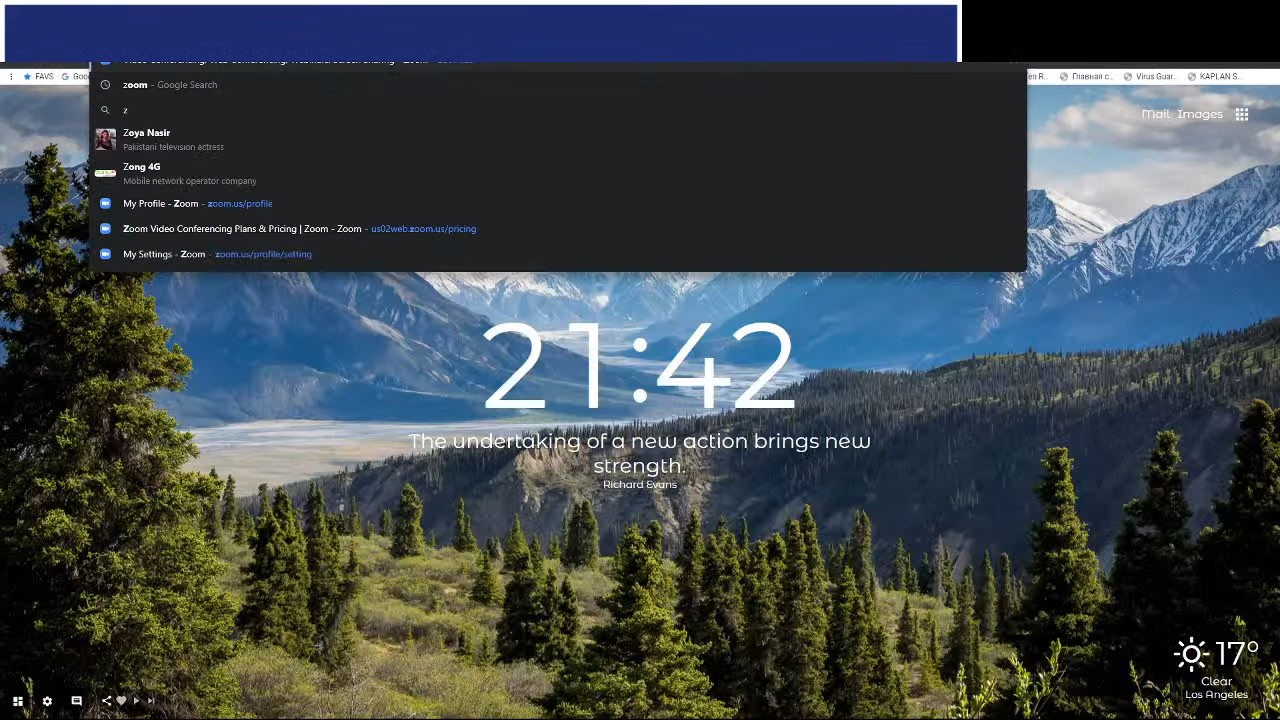 FAVS
en R..
Главная с...
Virus Guar...
KAPLAN S...
zoom - Google Search
z
Zoya Nasir
Pakistani television actress
Zong 4G
Mobile network operator company
My Profile - Zoom - zoom.us/profile
Zoom Video Conferencing Plans & Pricing | Zoom - Zoom - us02web.zoom.us/pricing
My Settings - Zoom - zoom.us/profile/setting
Mail Images
21:42
The undertaking of a new action brings new
strength.
Richard Evans
17°
Clear
Los Angeles